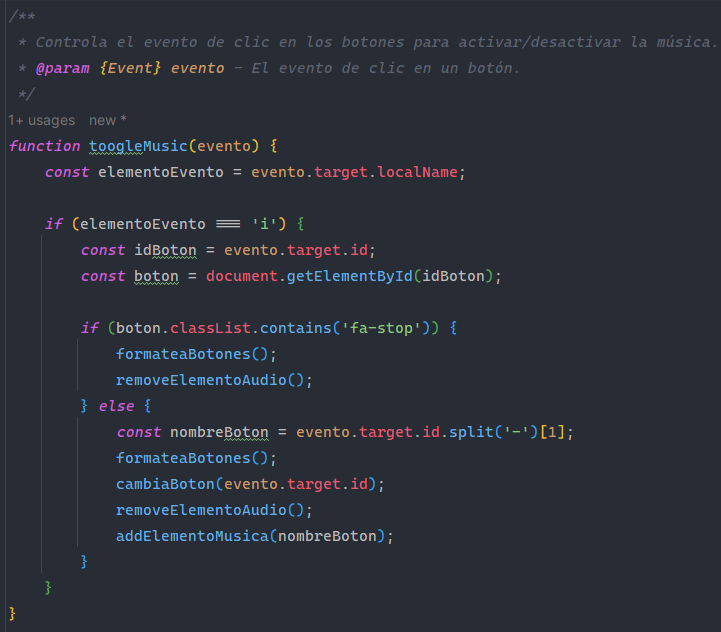 /**
 * Controla el evento de clic en los botones para activar/desactivar la música.
 * @param {Event} evento - El evento de clic en un botón.
 */
1+ usages   new *
function toogleMusic(evento) {
    const elementoEvento = evento.target.localName;

    if (elementoEvento === 'i') {
        const idBoton = evento.target.id;
        const boton = document.getElementById(idBoton);

        if (boton.classList.contains('fa-stop')) {
            formateaBotones();
            removeElementoAudio();
        } else {
            const nombreBoton = evento.target.id.split('-')[1];
            formateaBotones();
            cambiaBoton(evento.target.id);
            removeElementoAudio();
            addElementoMusica(nombreBoton);
        }
    }
}